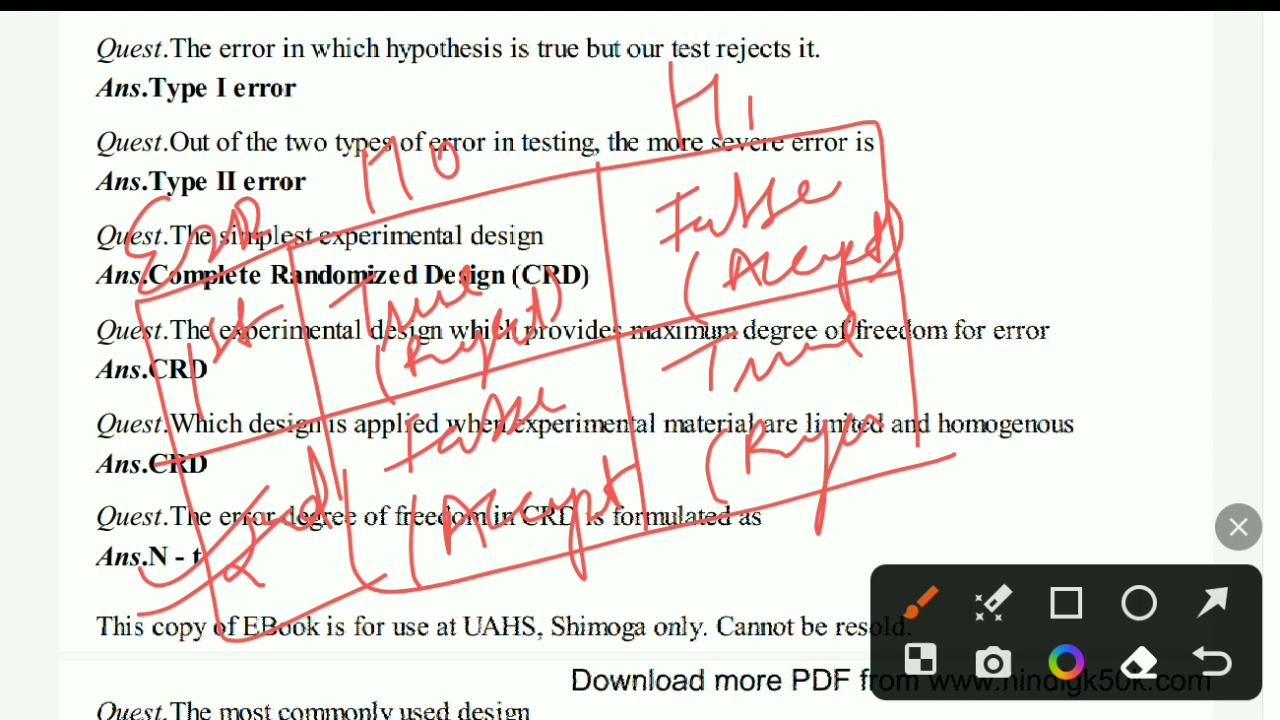 Quest.The error in which hypothesis is true but our test rejects it.
Ans.Type I error
H1
Quest.Out of the two types of error in testing, the more severe error is
H0
Ans.Type II error
Error
False
Quest.The simplest experimental design
(Accept)
Ans.Complete Randomized Design (CRD)
1st
True
Quest.The experimental design which provides maximum degree of freedom for error
(Reject)
True
Ans.CRD
False
Quest.Which design is applied when experimental material are limited and homogenous
Ans.CRD
2nd
(Accept
Quest.The error degree of freedom in CRD is formulated as
Ans.N - t
This copy of EBook is for use at UAHS, Shimoga only. Cannot be resold.
Download more PDF from www.hindigk50k.com
Quest.The most commonly used design